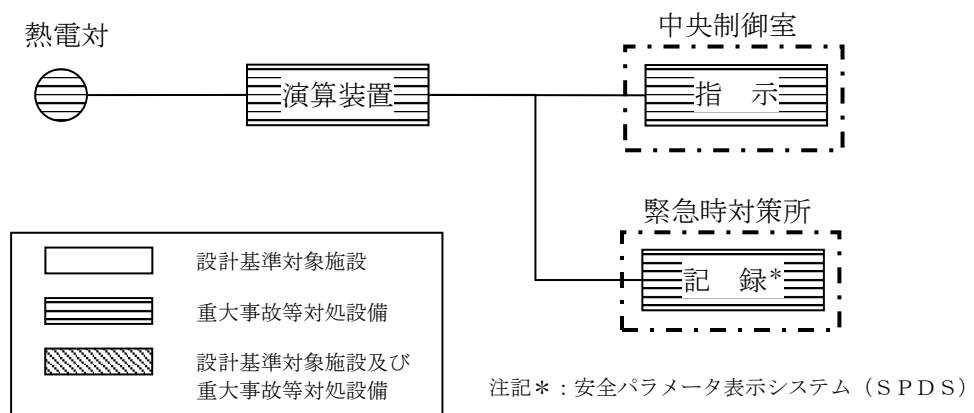 熱電対
演算装置
中央制御室
指　示
緊急時対策所
記　録*
設計基準対象施設
重大事故等対処設備
設計基準対象施設及び
重大事故等対処設備
注記＊：安全パラメータ表示システム（ＳＰＤＳ）